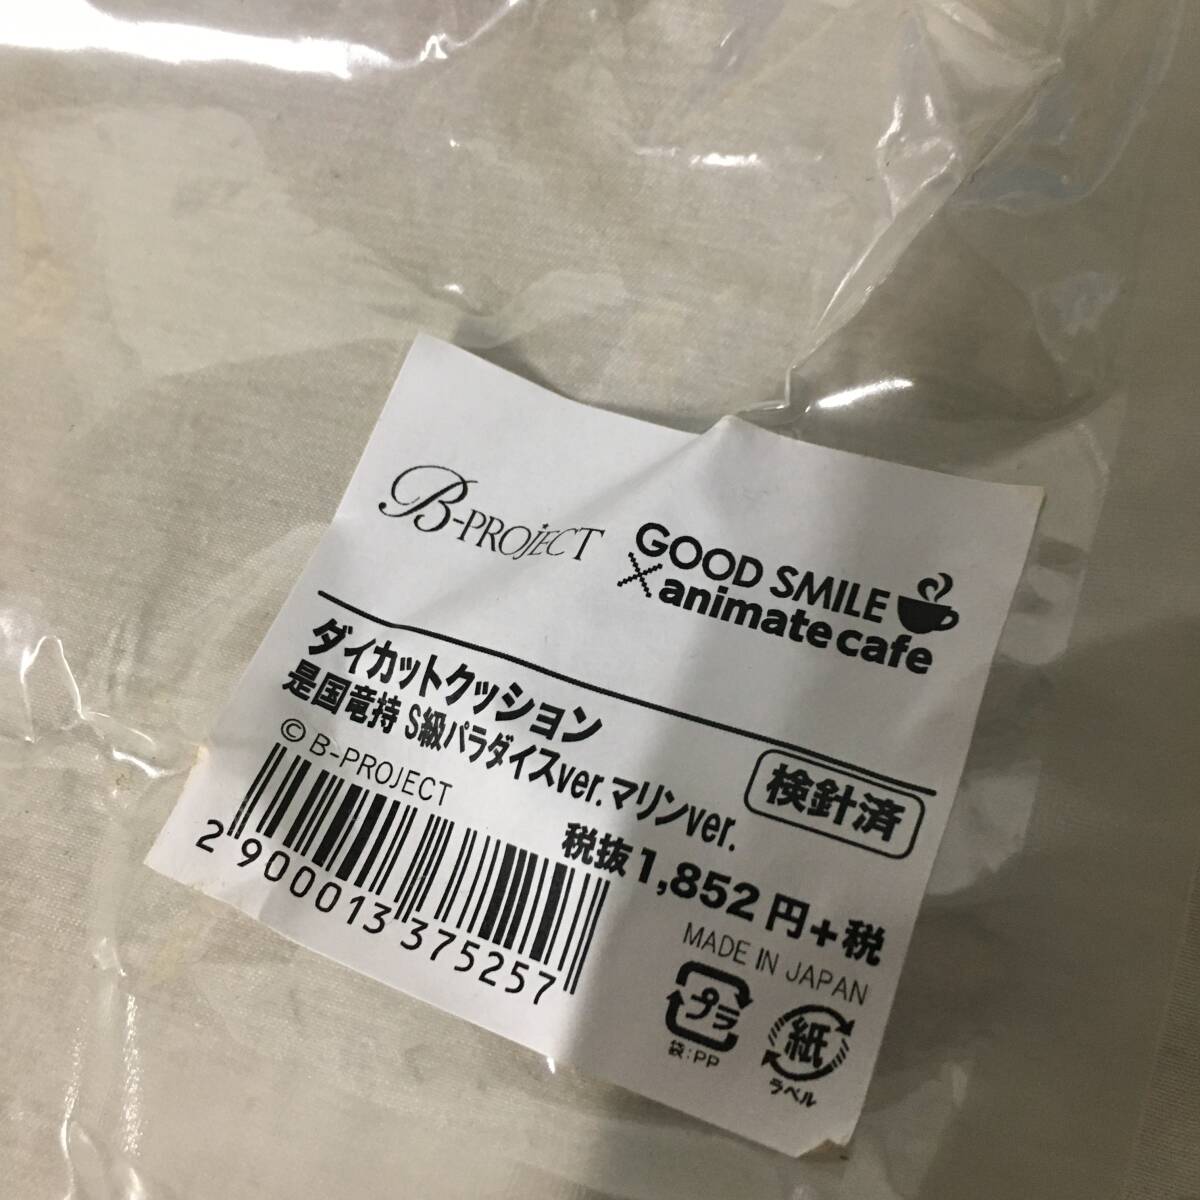 B-PROJECT
GOOD SMILE
×animatecafe
ダイカットクッション
是国竜持 S級パラダイスver.マリンver.
© B-PROJECT
検針済
税抜1,852円+税
2 900013 375257
MADE IN JAPAN
プラ
袋:PP
紙
ラベル